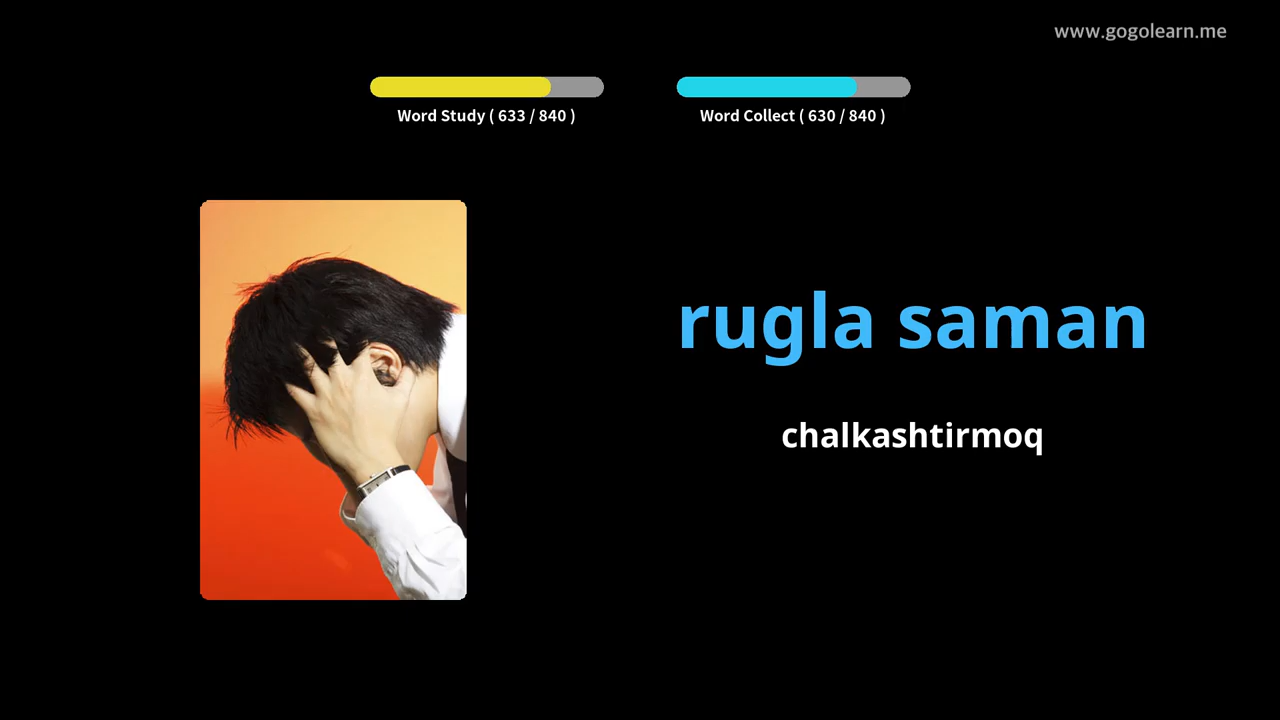 www.gogolearn.me
Word Study ( 633 / 840 )
Word Collect ( 630 / 840 )
rugla saman
chalkashtirmoq